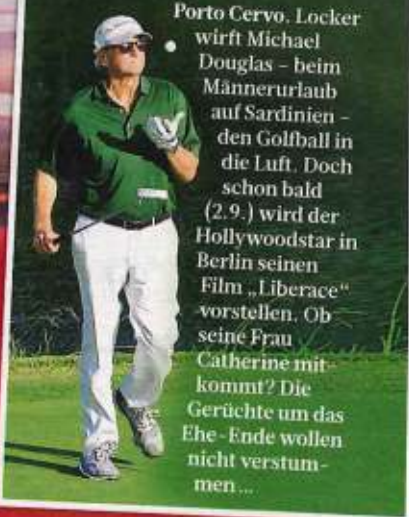 Porto Cervo. Locker
wirft Michael
Douglas – beim
Männerurlaub
auf Sardinien –
den Golfball in
die Luft. Doch
schon bald
(2.9.) wird der
Hollywoodstar in
Berlin seinen
Film „Liberace“
vorstellen. Ob
seine Frau
Catherine mit-
kommt? Die
Gerüchte um das
Ehe-Ende wollen
nicht verstum-
men ...